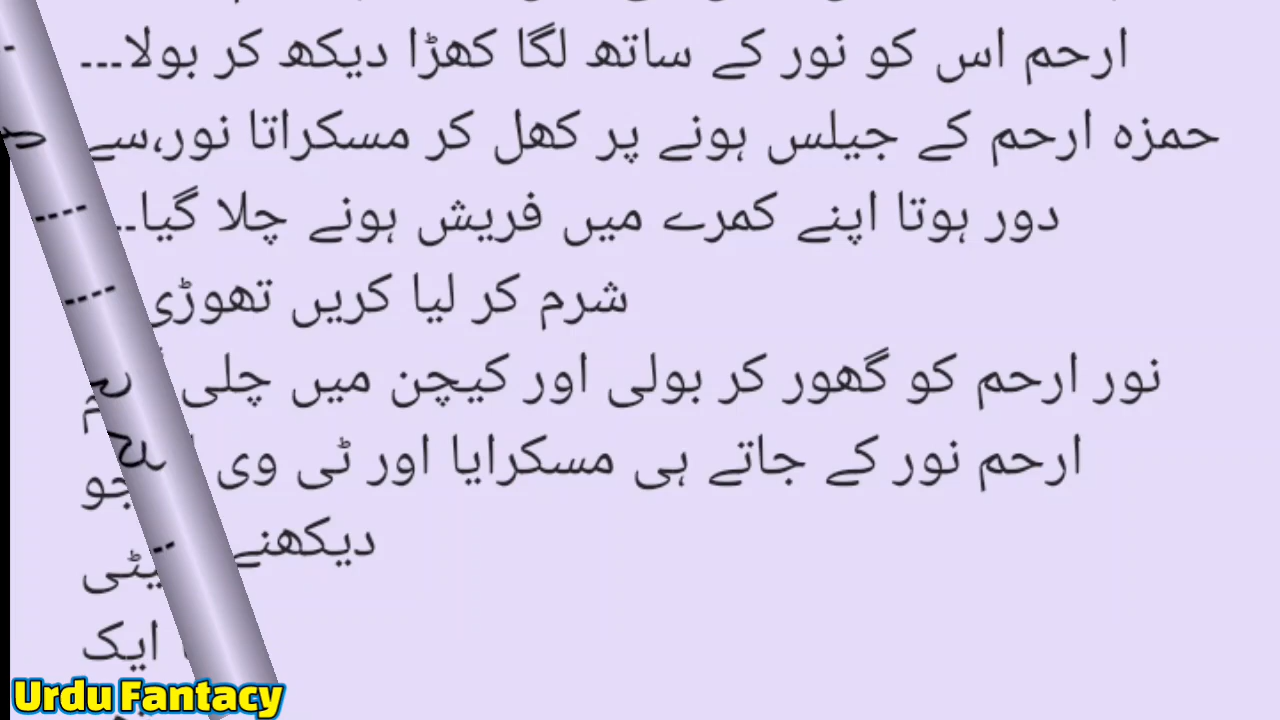 ارحم اس کو نور کے ساتھ لگا کھڑا دیکھ کر بولا۔۔۔
حمزہ ارحم کے جیلس ہونے پر کھل کر مسکراتا نور،سے
دور ہوتا اپنے کمرے میں فریش ہونے چلا گیا۔۔
شرم کر لیا کریں تھوڑی
نور ارحم کو گھور کر بولی اور کیچن میں چلی
ارحم نور کے جاتے ہی مسکرایا اور ٹی وی
جو
دیکھنے
ایک
Urdu Fantacy